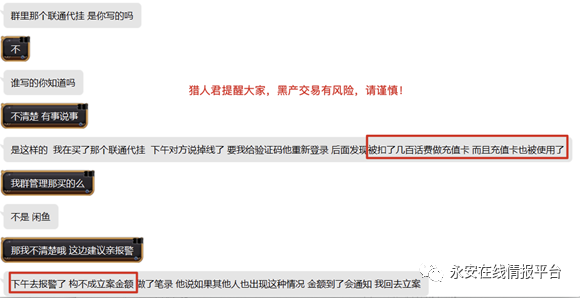 群里那个联通代挂 是你写的吗
不
谁写的你知道吗
猎人君提醒大家，黑产交易有风险，请谨慎！
不清楚 有事说事
是这样的  我在买了那个联通代挂  下午对方说掉线了 要我给验证码他重新登录 后面发现被扣了几百话费做充值卡 而且充值卡也被使用了
我群管理那买的么
不是 闲鱼
那我不清楚哦 这边建议亲报警
下午去报警了 构不成立案金额 做了笔录 他说如果其他人也出现这种情况 金额到了会通知 我回去立案
永安在线情报平台